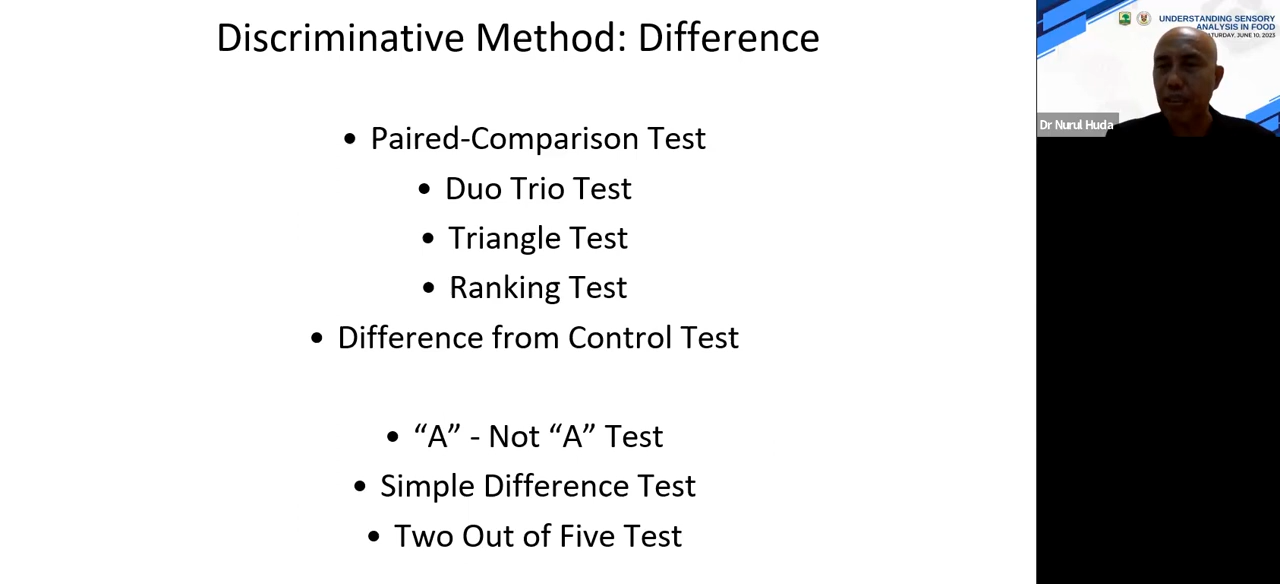 Discriminative Method: Difference
• Paired-Comparison Test
• Duo Trio Test
• Triangle Test
• Ranking Test
• Difference from Control Test
• “A” - Not “A” Test
• Simple Difference Test
• Two Out of Five Test
UNDERSTANDING SENSORY
ANALYSIS IN FOOD
SATURDAY, JUNE 10, 2023
Dr Nurul Huda